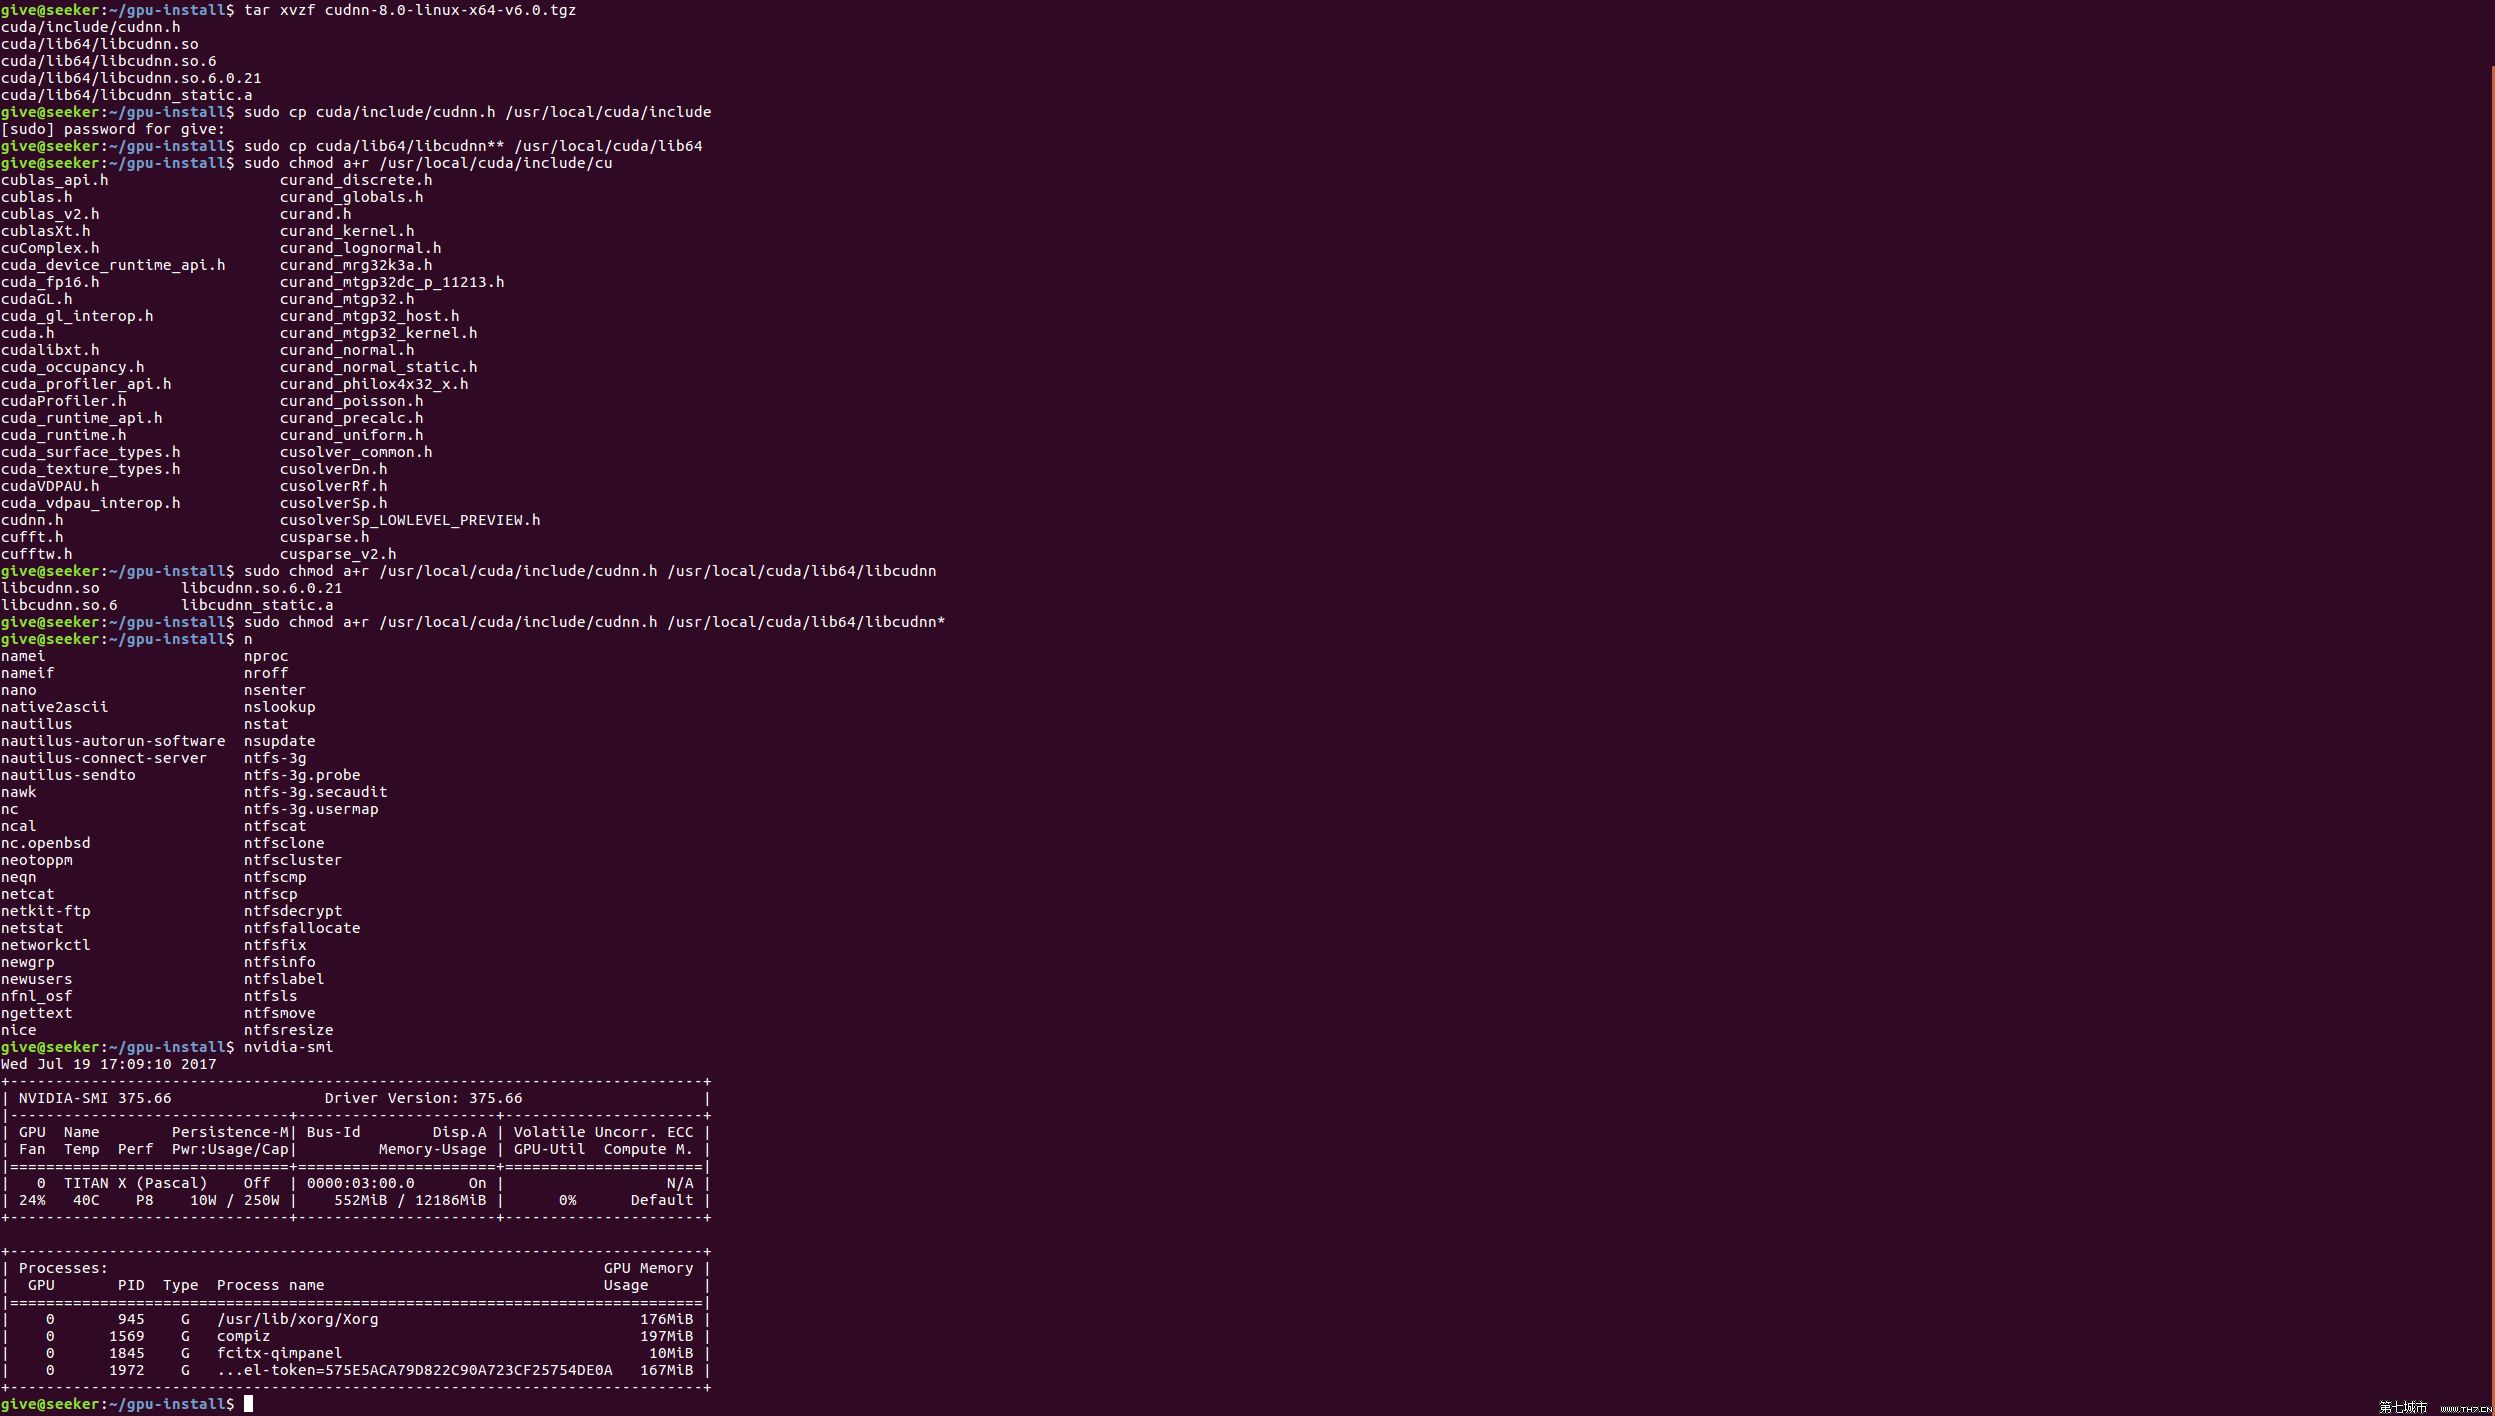 give@seeker:~/gpu-install$ tar xvzf cudnn-8.0-linux-x64-v6.0.tgz
cuda/include/cudnn.h
cuda/lib64/libcudnn.so
cuda/lib64/libcudnn.so.6
cuda/lib64/libcudnn.so.6.0.21
cuda/lib64/libcudnn_static.a
give@seeker:~/gpu-install$ sudo cp cuda/include/cudnn.h /usr/local/cuda/include
[sudo] password for give:
give@seeker:~/gpu-install$ sudo cp cuda/lib64/libcudnn** /usr/local/cuda/lib64
give@seeker:~/gpu-install$ sudo chmod a+r /usr/local/cuda/include/cu
cublas_api.h                   curand_discrete.h
cublas.h                       curand_globals.h
cublas_v2.h                    curand.h
cublasXt.h                     curand_kernel.h
cuComplex.h                    curand_lognormal.h
cuda_device_runtime_api.h      curand_mrg32k3a.h
cuda_fp16.h                    curand_mtgp32dc_p_11213.h
cudaGL.h                       curand_mtgp32.h
cuda_gl_interop.h              curand_mtgp32_host.h
cuda.h                         curand_mtgp32_kernel.h
cudalibxt.h                    curand_normal.h
cuda_occupancy.h               curand_normal_static.h
cuda_profiler_api.h            curand_philox4x32_x.h
cudaProfiler.h                 curand_poisson.h
cuda_runtime_api.h             curand_precalc.h
cuda_runtime.h                 curand_uniform.h
cuda_surface_types.h           cusolver_common.h
cuda_texture_types.h           cusolverDn.h
cudaVDPAU.h                    cusolverRf.h
cuda_vdpau_interop.h           cusolverSp.h
cudnn.h                        cusolverSp_LOWLEVEL_PREVIEW.h
cufft.h                        cusparse.h
cufftw.h                       cusparse_v2.h
give@seeker:~/gpu-install$ sudo chmod a+r /usr/local/cuda/include/cudnn.h /usr/local/cuda/lib64/libcudnn
libcudnn.so         libcudnn.so.6.0.21
libcudnn.so.6       libcudnn_static.a
give@seeker:~/gpu-install$ sudo chmod a+r /usr/local/cuda/include/cudnn.h /usr/local/cuda/lib64/libcudnn*
give@seeker:~/gpu-install$ n
namei                      nproc
nameif                     nroff
nano                       nsenter
native2ascii               nslookup
nautilus                   nstat
nautilus-autorun-software  nsupdate
nautilus-connect-server    ntfs-3g
nautilus-sendto            ntfs-3g.probe
nawk                       ntfs-3g.secaudit
nc                         ntfs-3g.usermap
ncal                       ntfscat
nc.openbsd                 ntfsclone
neotoppm                   ntfscluster
neqn                       ntfscmp
netcat                     ntfscp
netkit-ftp                 ntfsdecrypt
netstat                    ntfsfallocate
networkctl                 ntfsfix
newgrp                     ntfsinfo
newusers                   ntfslabel
nfnl_osf                   ntfsls
ngettext                   ntfsmove
nice                       ntfsresize
give@seeker:~/gpu-install$ nvidia-smi
Wed Jul 19 17:09:10 2017
+-----------------------------------------------------------------------------+
| NVIDIA-SMI 375.66                 Driver Version: 375.66                    |
|-------------------------------+----------------------+----------------------+
| GPU  Name        Persistence-M| Bus-Id        Disp.A | Volatile Uncorr. ECC |
| Fan  Temp  Perf  Pwr:Usage/Cap|         Memory-Usage | GPU-Util  Compute M. |
|===============================+======================+======================|
|   0  TITAN X (Pascal)    Off  | 0000:03:00.0      On |                  N/A |
| 24%   40C    P8    10W / 250W |    552MiB / 12186MiB |      0%      Default |
+-------------------------------+----------------------+----------------------+
+-----------------------------------------------------------------------------+
| Processes:                                                       GPU Memory |
|  GPU       PID  Type  Process name                               Usage      |
|=============================================================================|
|    0       945    G   /usr/lib/xorg/Xorg                             176MiB |
|    0      1569    G   compiz                                         197MiB |
|    0      1845    G   fcitx-qimpanel                                  10MiB |
|    0      1972    G   ...el-token=575E5ACA79D822C90A723CF25754DE0A   167MiB |
+-----------------------------------------------------------------------------+
give@seeker:~/gpu-install$
第七城市 WWW.TH7.CN